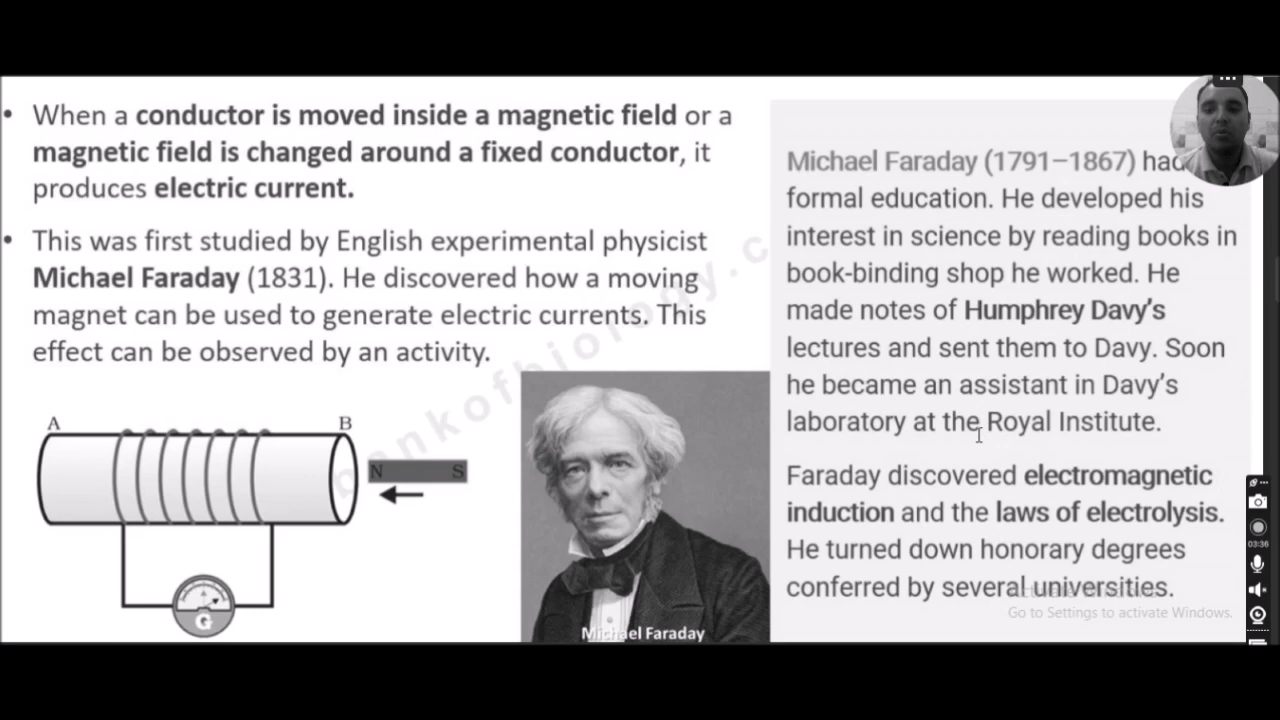 When a conductor is moved inside a magnetic field or a
magnetic field is changed around a fixed conductor, it
produces electric current.
This was first studied by English experimental physicist
Michael Faraday (1831). He discovered how a moving
magnet can be used to generate electric currents. This
effect can be observed by an activity.
A
B
N S
G
Michael Faraday
Michael Faraday (1791–1867) had
formal education. He developed his
interest in science by reading books in
book-binding shop he worked. He
made notes of Humphrey Davy's
lectures and sent them to Davy. Soon
he became an assistant in Davy's
laboratory at the Royal Institute.
Faraday discovered electromagnetic
induction and the laws of electrolysis.
He turned down honorary degrees
conferred by several universities.
Activate Windows
Go to Settings to activate Windows.
03:36